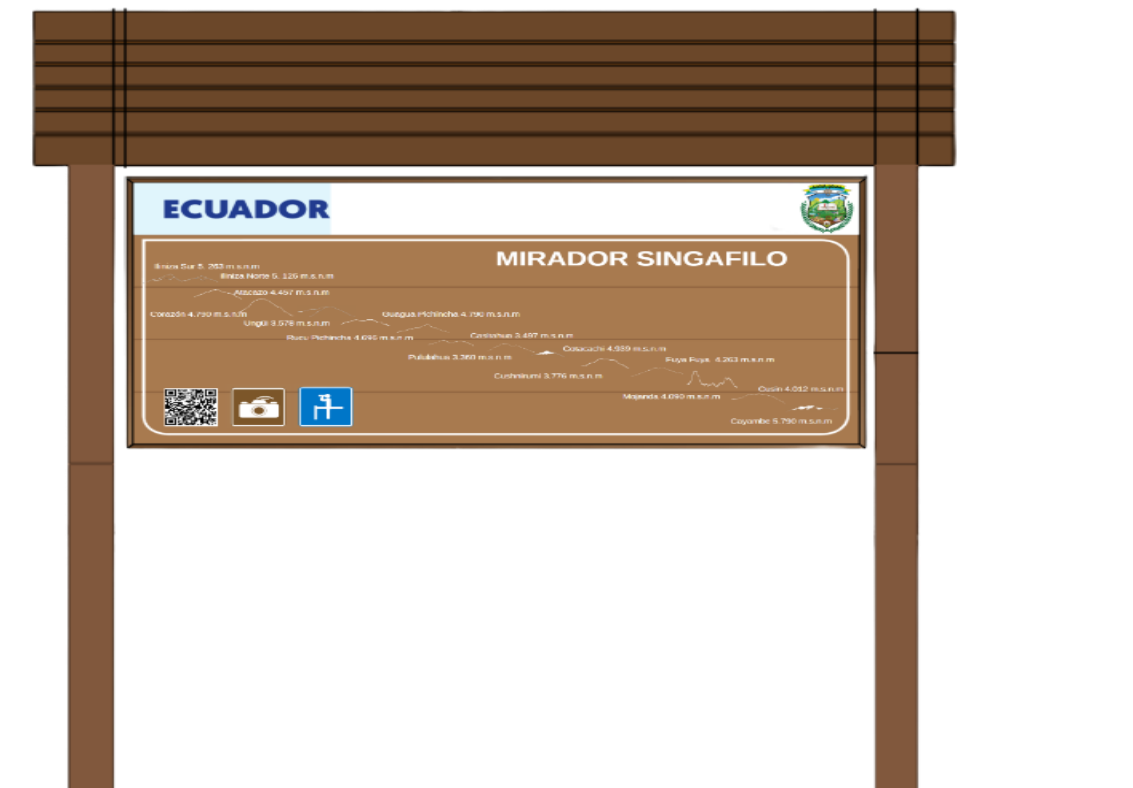 ECUADOR
MIRADOR SINGAFILO
Iliniza Sur 5. 263 m.s.n.m
Iliniza Norte 5. 126 m.s.n.m
Atacazo 4.457 m.s.n.m
Corazón 4.790 m.s.n.m
Guagua Pichincha 4.790 m.s.n.m
Ungüi 3.578 m.s.n.m
Rucu Pichincha 4.696 m.s.n.m
Casitahua 3.497 m.s.n.m
Cotacachi 4.939 m.s.n.m
Pululahua 3.360 m.s.n.m
Fuya Fuya 4.263 m.s.n.m
Cushnirumi 3.776 m.s.n.m
Cusin 4.012 m.s.n.m
Mojanda 4.090 m.s.n.m
Cayambe 5.790 m.s.n.m